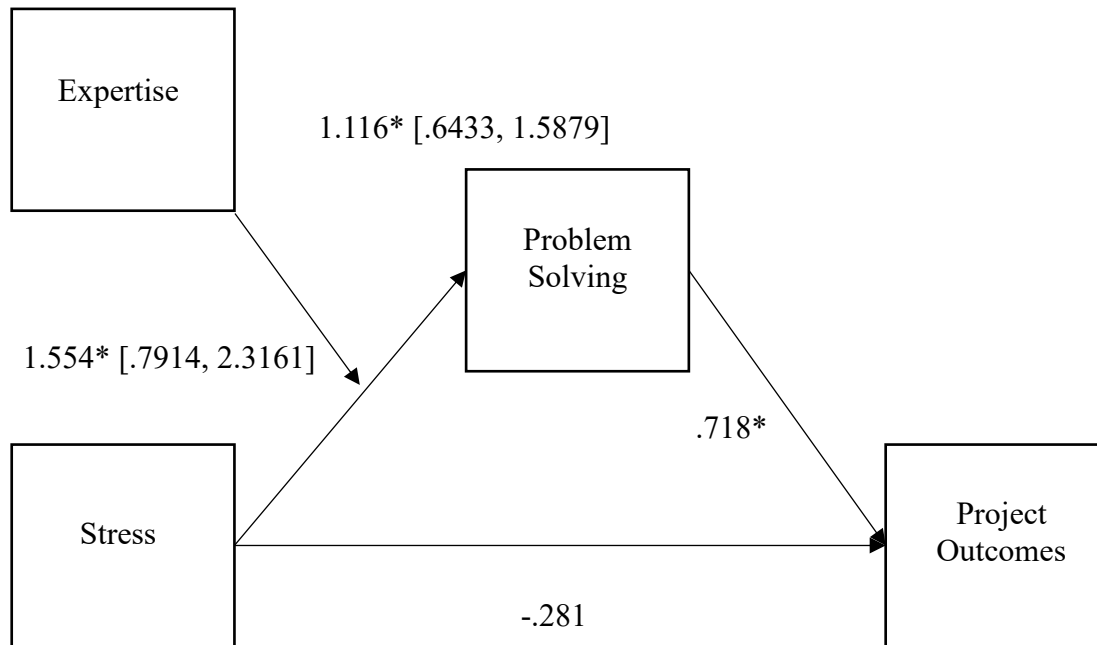 Expertise
1.116* [.6433, 1.5879]
Problem
Solving
1.554* [.7914, 2.3161]
.718*
Stress
Project
Outcomes
-.281